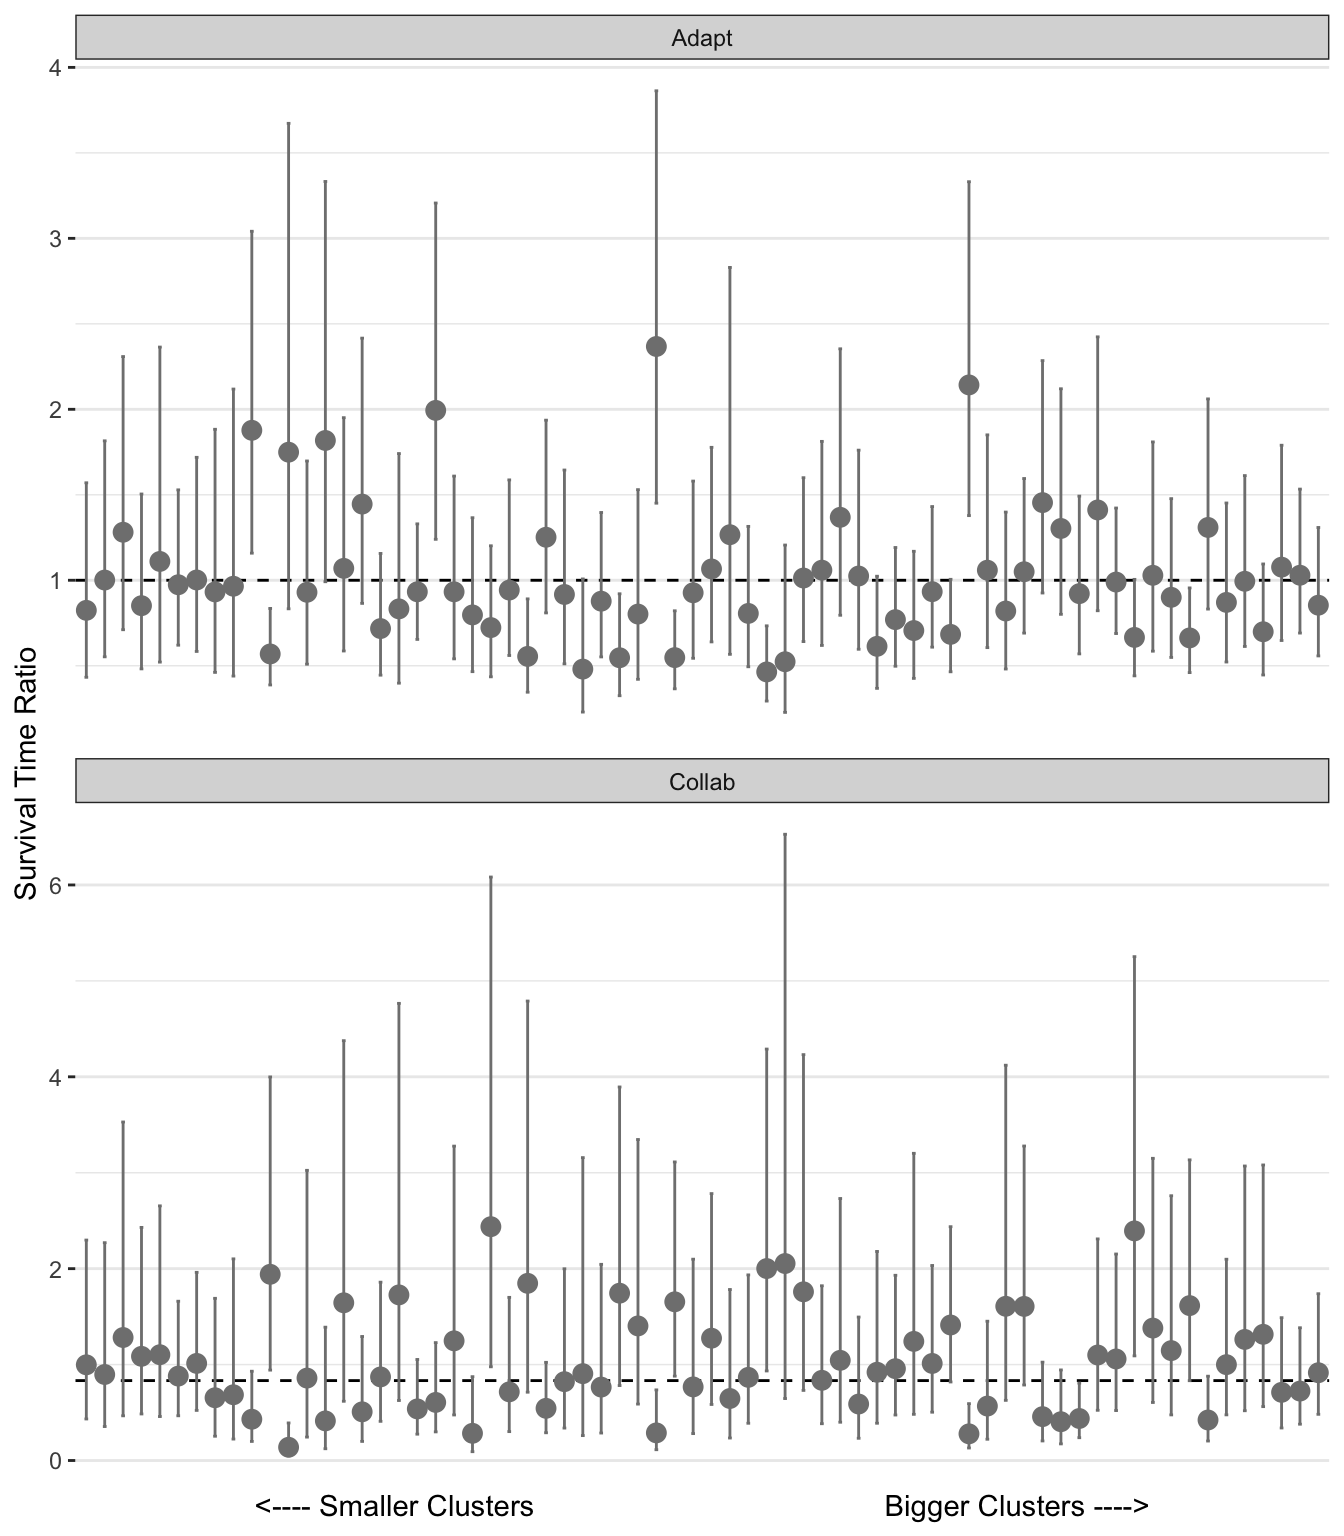 Adapt
4
3
2
1
Survival Time Ratio
Collab
6
4
2
0
<---- Smaller Clusters
Bigger Clusters ---->